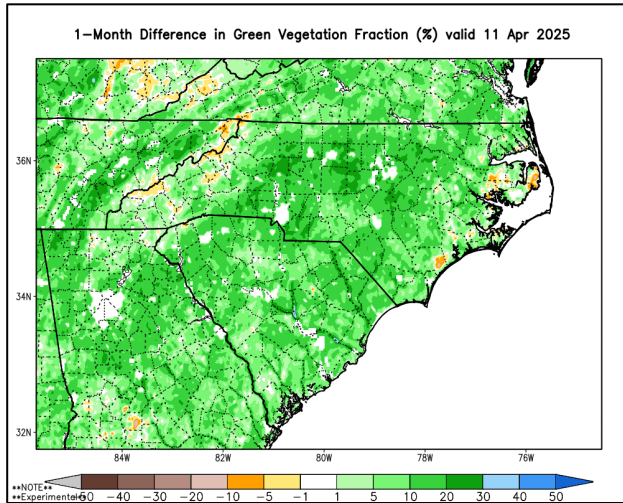 1-Month Difference in Green Vegetation Fraction (%) valid 11 Apr 2025
36N
34N
32N
84W 82W 80W 78W 76W
**NOTE**
**Experimental
-50 -40 -30 -20 -10 -5 -1 1 5 10 20 30 40 50